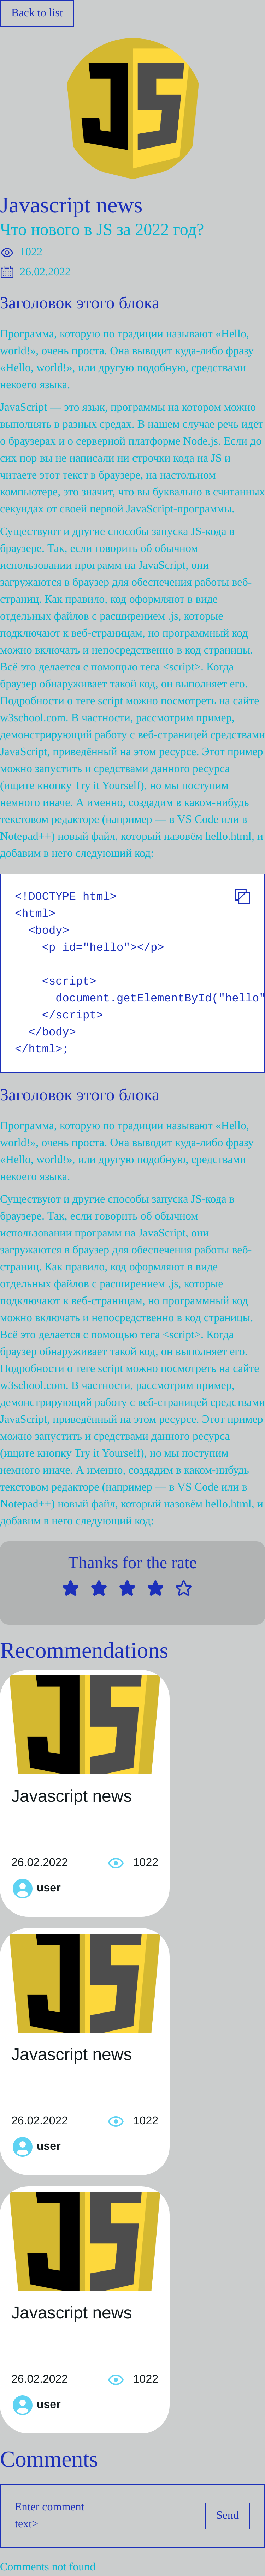 Back to list
JS
Javascript news
Что нового в JS за 2022 год?
1022
26.02.2022
Заголовок этого блока
Программа, которую по традиции называют «Hello,
world!», очень проста. Она выводит куда-либо фразу
«Hello, world!», или другую подобную, средствами
некоего языка.
JavaScript — это язык, программы на котором можно
выполнять в разных средах. В нашем случае речь идёт
о браузерах и о серверной платформе Node.js. Если до
сих пор вы не написали ни строчки кода на JS и
читаете этот текст в браузере, на настольном
компьютере, это значит, что вы буквально в считанных
секундах от своей первой JavaScript-программы.
Существуют и другие способы запуска JS-кода в
браузере. Так, если говорить об обычном
использовании программ на JavaScript, они
загружаются в браузер для обеспечения работы веб-
страниц. Как правило, код оформляют в виде
отдельных файлов с расширением .js, которые
подключают к веб-страницам, но программный код
можно включать и непосредственно в код страницы.
Всё это делается с помощью тега <script>. Когда
браузер обнаруживает такой код, он выполняет его.
Подробности о теге script можно посмотреть на сайте
w3school.com. В частности, рассмотрим пример,
демонстрирующий работу с веб-страницей средствами
JavaScript, приведённый на этом ресурсе. Этот пример
можно запустить и средствами данного ресурса
(ищите кнопку Try it Yourself), но мы поступим
немного иначе. А именно, создадим в каком-нибудь
текстовом редакторе (например — в VS Code или в
Notepad++) новый файл, который назовём hello.html, и
добавим в него следующий код:
<!DOCTYPE html>
<html>
<body>
<p id="hello"></p>
<script>
document.getElementById("hello"
</script>
</body>
</html>;
Заголовок этого блока
Программа, которую по традиции называют «Hello,
world!», очень проста. Она выводит куда-либо фразу
«Hello, world!», или другую подобную, средствами
некоего языка.
Существуют и другие способы запуска JS-кода в
браузере. Так, если говорить об обычном
использовании программ на JavaScript, они
загружаются в браузер для обеспечения работы веб-
страниц. Как правило, код оформляют в виде
отдельных файлов с расширением .js, которые
подключают к веб-страницам, но программный код
можно включать и непосредственно в код страницы.
Всё это делается с помощью тега <script>. Когда
браузер обнаруживает такой код, он выполняет его.
Подробности о теге script можно посмотреть на сайте
w3school.com. В частности, рассмотрим пример,
демонстрирующий работу с веб-страницей средствами
JavaScript, приведённый на этом ресурсе. Этот пример
можно запустить и средствами данного ресурса
(ищите кнопку Try it Yourself), но мы поступим
немного иначе. А именно, создадим в каком-нибудь
текстовом редакторе (например — в VS Code или в
Notepad++) новый файл, который назовём hello.html, и
добавим в него следующий код:
Thanks for the rate
Recommendations
JS
Javascript news
26.02.2022 1022
user
JS
Javascript news
26.02.2022 1022
user
JS
Javascript news
26.02.2022 1022
user
Comments
Enter comment
text>
Send
Comments not found